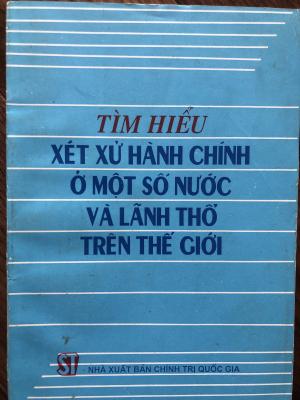 TÌM HIỂU
XÉT XỬ HÀNH CHÍNH
Ở MỘT SỐ NƯỚC
VÀ LÃNH THỔ
TRÊN THẾ GIỚI
ST - NHÀ XUẤT BẢN CHÍNH TRỊ QUỐC GIA